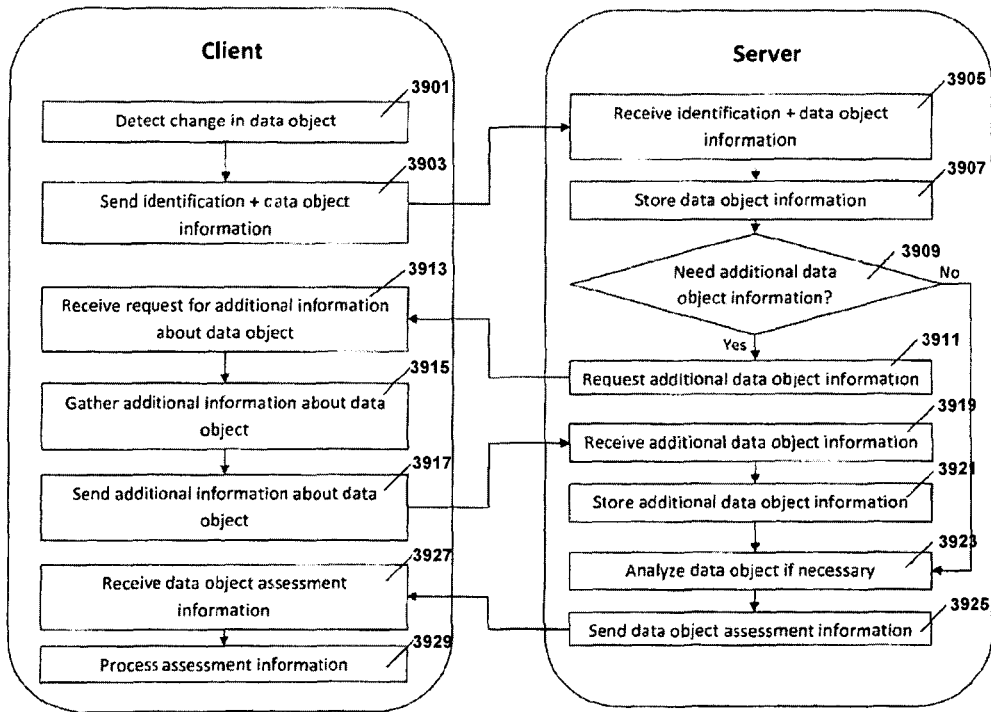 Client
3901
Detect change in data object
3903
Send identification + data object
information
3913
Receive request for additional information
about data object
3915
Gather additional information about data
object
3917
Send additional information about data
object
3927
Receive data object assessment
information
3929
Process assessment information
Server
3905
Receive identification + data object
information
3907
Store data object information
3909
Need additional data
object information?
No
Yes
3911
Request additional data object information
3919
Receive additional data object information
3921
Store additional data object information
3923
Analyze data object if necessary
3925
Send data object assessment information